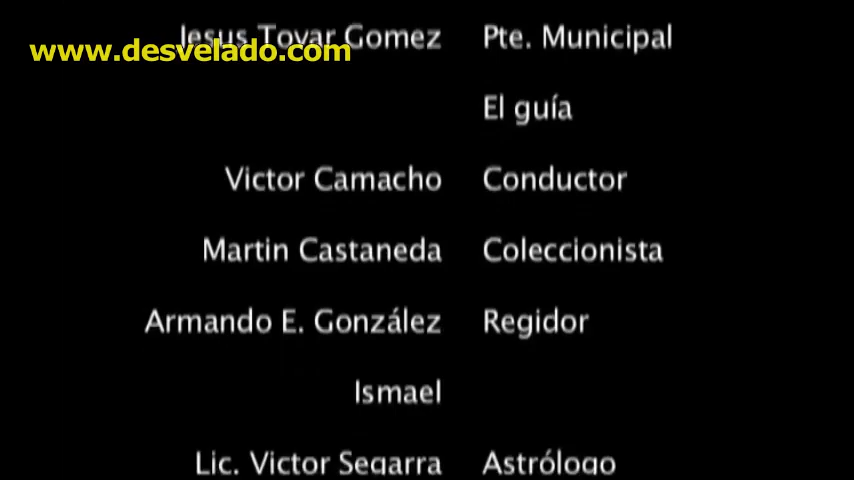 Jesus Tovar Gomez Pte. Municipal
www.desvelado.com
El guía
Victor Camacho Conductor
Martin Castaneda Coleccionista
Armando E. González Regidor
Ismael
Lic. Victor Segarra Astrólogo